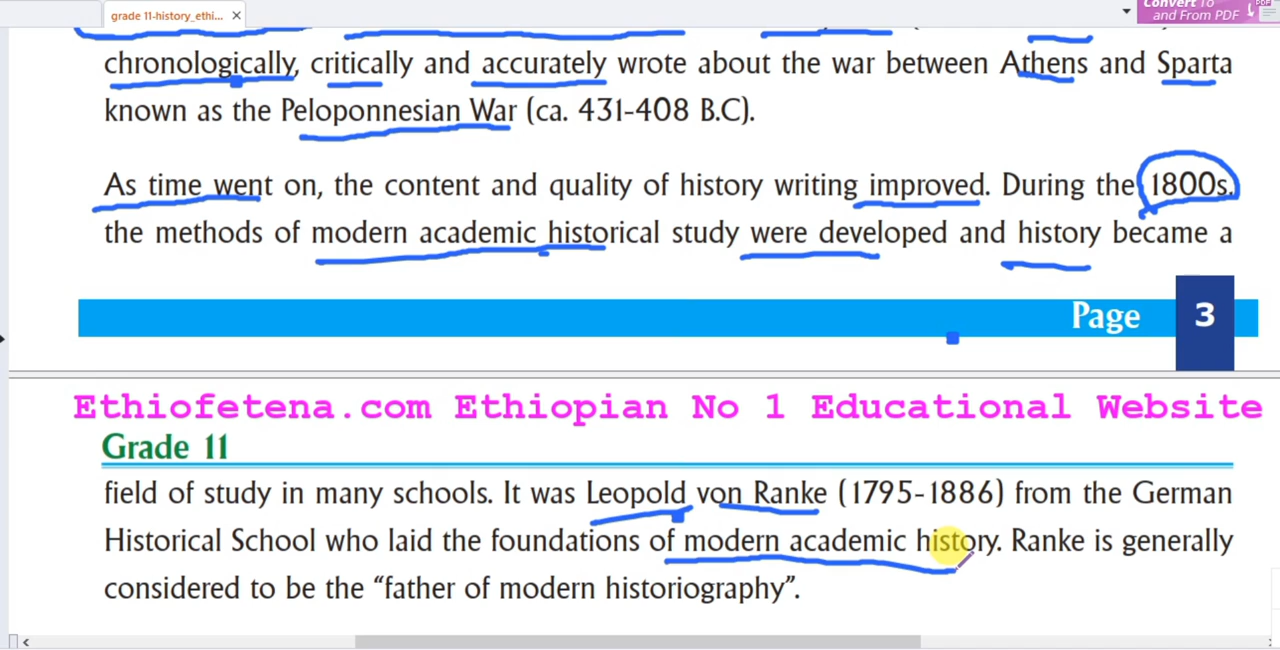 grade 11-history_ethi...
Convert To
and From PDF
chronologically, critically and accurately wrote about the war between Athens and Sparta
known as the Peloponnesian War (ca. 431-408 B.C).
As time went on, the content and quality of history writing improved. During the 1800s,
the methods of modern academic historical study were developed and history became a
Page 3
Ethiofetena.com Ethiopian No 1 Educational Website
Grade 11
field of study in many schools. It was Leopold von Ranke (1795-1886) from the German
Historical School who laid the foundations of modern academic history. Ranke is generally
considered to be the “father of modern historiography”.